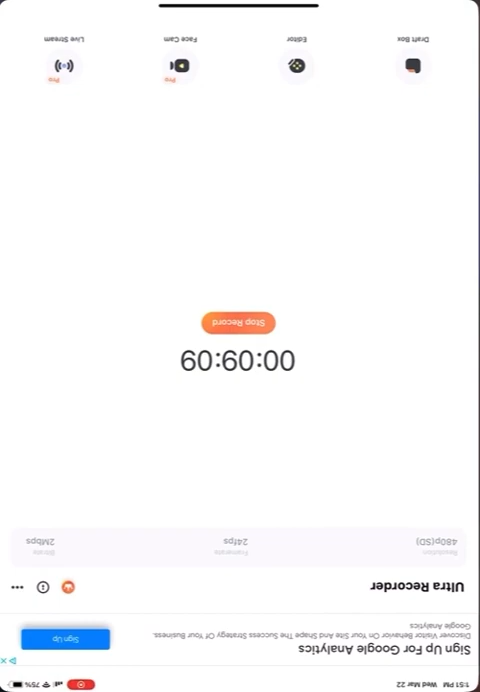 1:51 PM Wed Mar 22 75%
Sign Up For Google Analytics
Discover Visitor Behavior On Your Site And Shape The Success Strategy Of Your Business.
Google Analytics
Sign Up
Ultra Recorder
Resolution Framerate Bitrate
480p(SD) 24fps 2Mbps
00:09:09
Stop Record
Pro Pro
Draft Box Editor Face Cam Live Stream